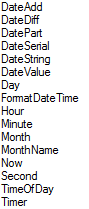 DateAdd
DateDiff
DatePart
DateSerial
DateString
DateValue
Day
FormatDateTime
Hour
Minute
Month
MonthName
Now
Second
TimeOfDay
Timer